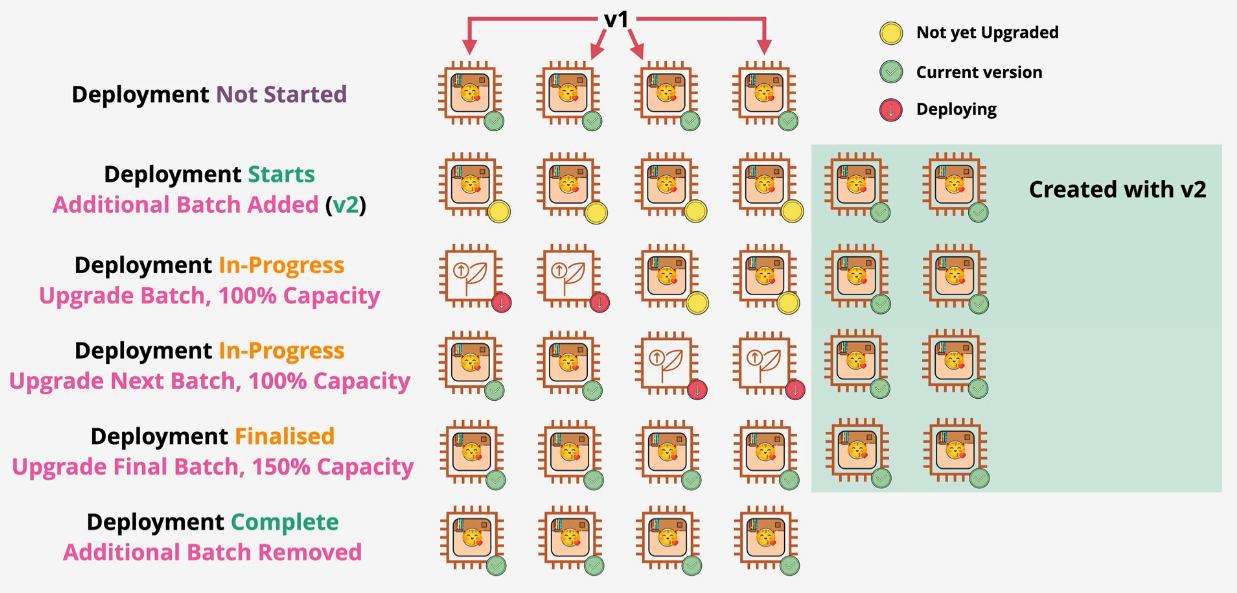 v1
Not yet Upgraded
Current version
Deploying
Deployment Not Started
Deployment Starts
Additional Batch Added (v2)
Created with v2
Deployment In-Progress
Upgrade Batch, 100% Capacity
Deployment In-Progress
Upgrade Next Batch, 100% Capacity
Deployment Finalised
Upgrade Final Batch, 150% Capacity
Deployment Complete
Additional Batch Removed